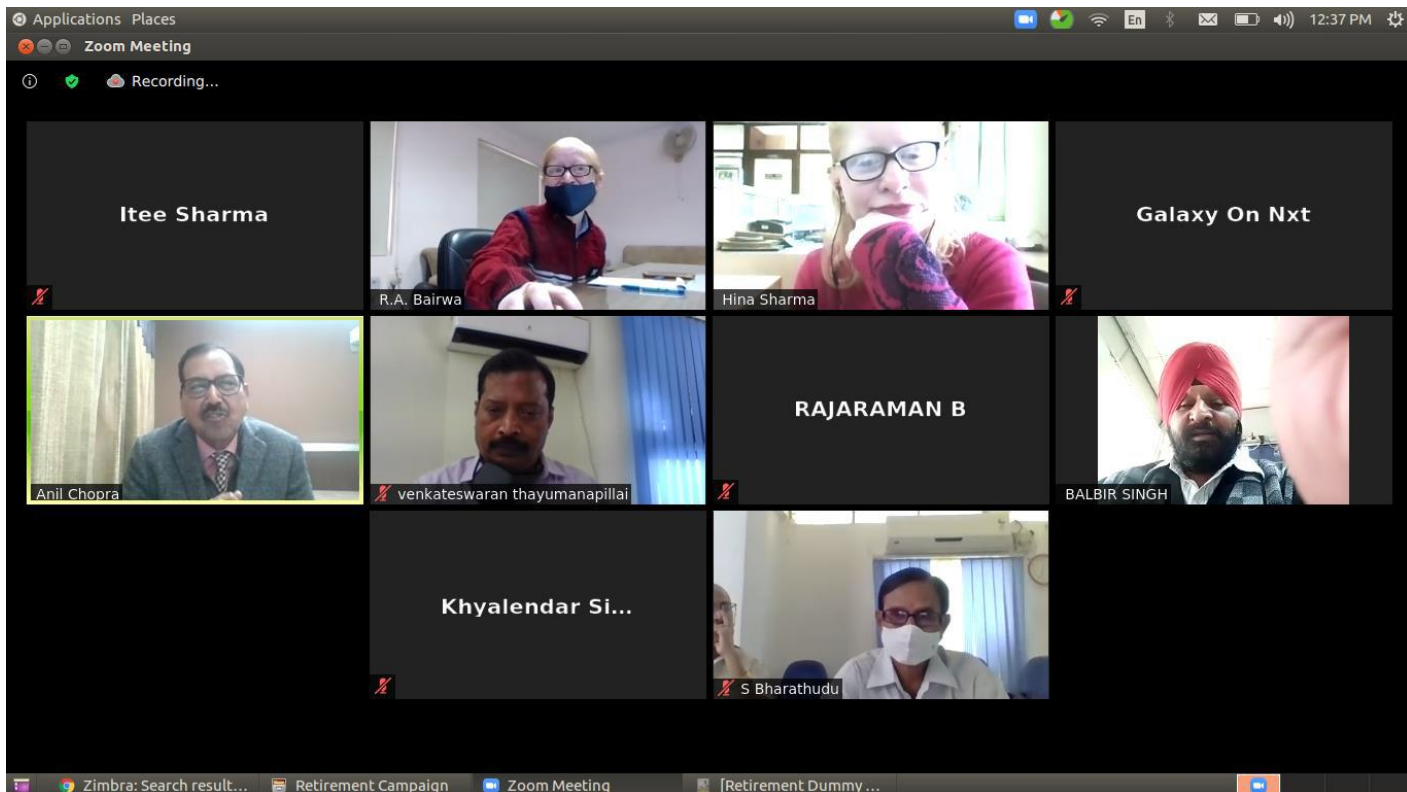 Applications Places
En
12:37 PM
Zoom Meeting
Recording...
Itee Sharma
R.A. Bairwa
Hina Sharma
Galaxy On Nxt
Anil Chopra
venkateswaran thayumanapillai
RAJARAMAN B
BALBIR SINGH
Khyalendar Si...
S Bharathudu
Zimbra: Search result...
Retirement Campaign
Zoom Meeting
[Retirement Dummy ...